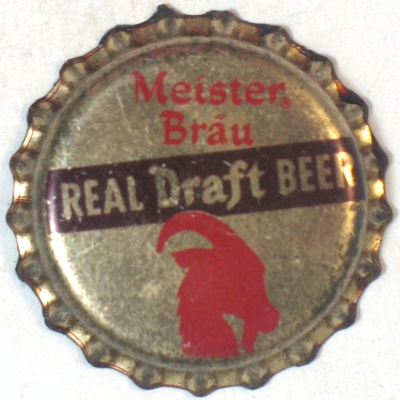 Meister®
Bräu
REAL Draft BEER